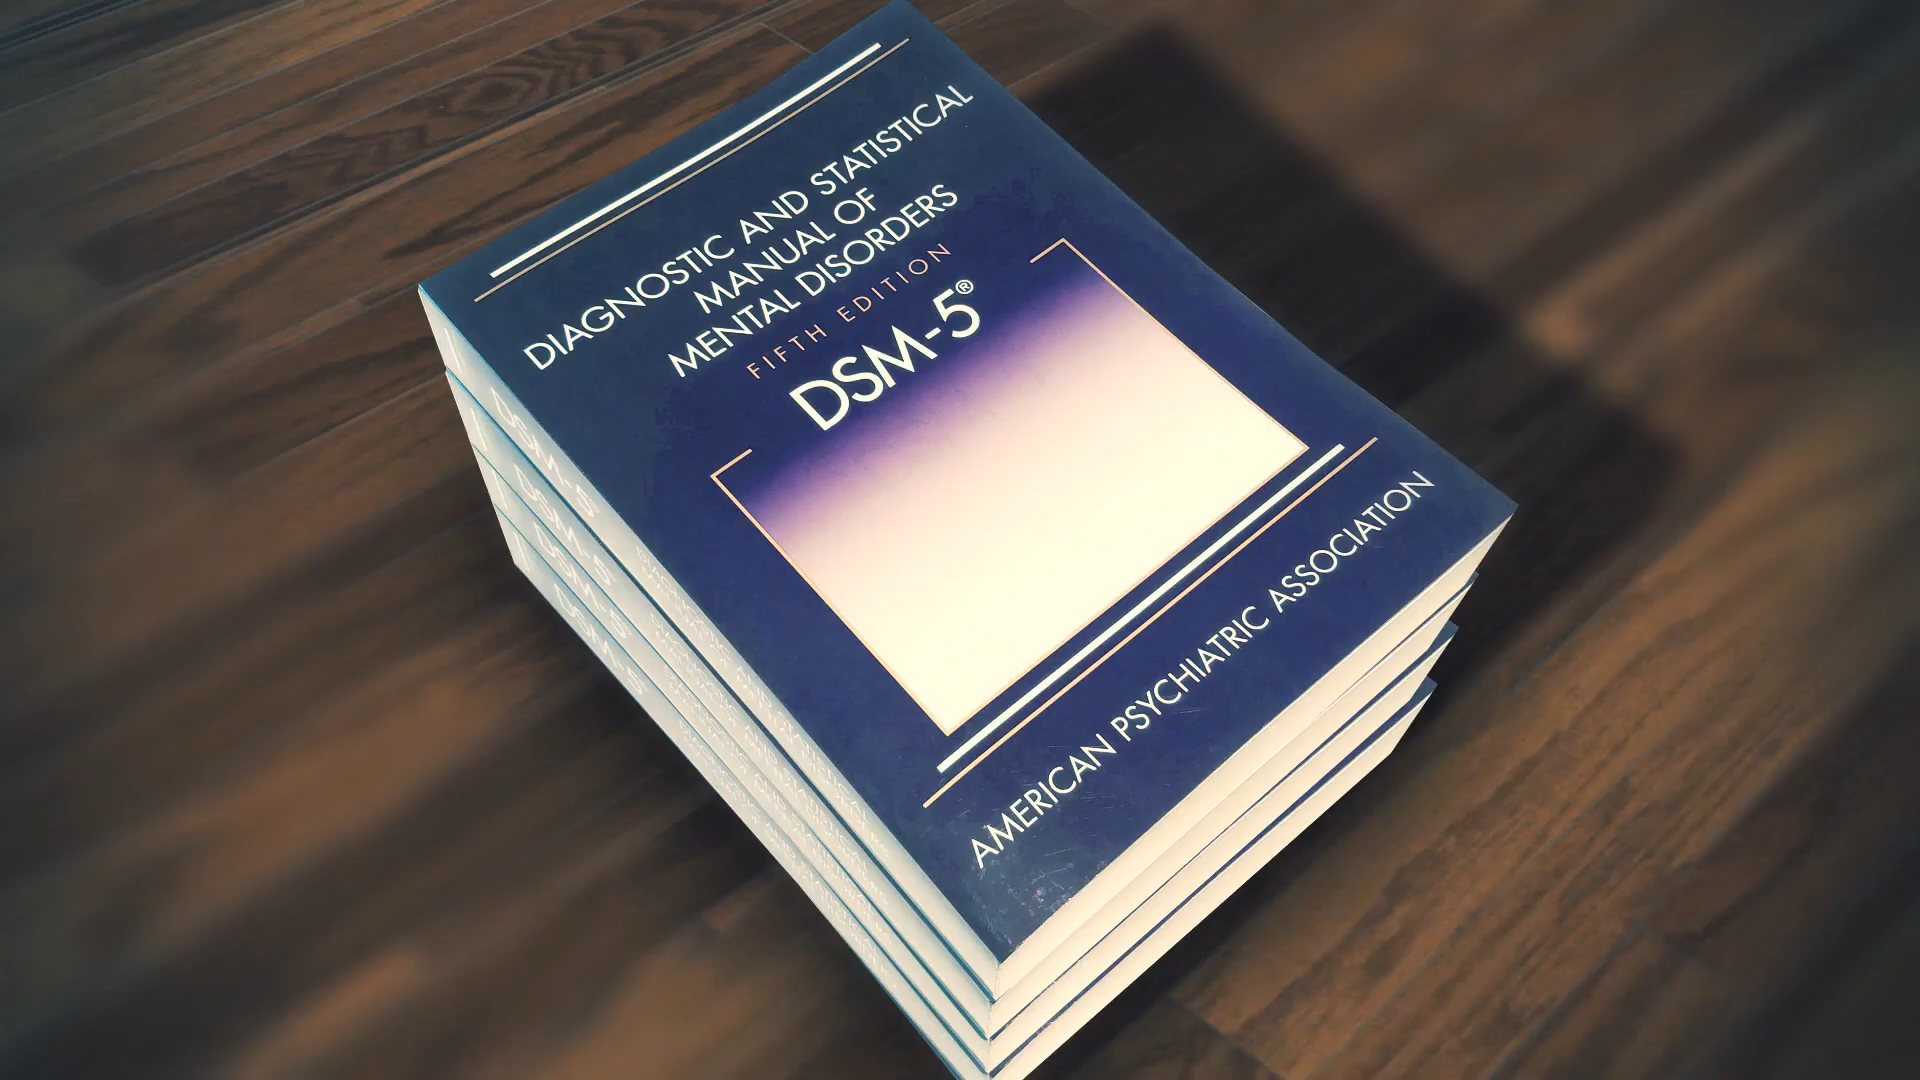 DIAGNOSTIC AND STATISTICAL
MANUAL OF
MENTAL DISORDERS
FIFTH EDITION
DSM-5®
AMERICAN PSYCHIATRIC ASSOCIATION
DSM-5
DSM-5
DSM-5
DSM-5